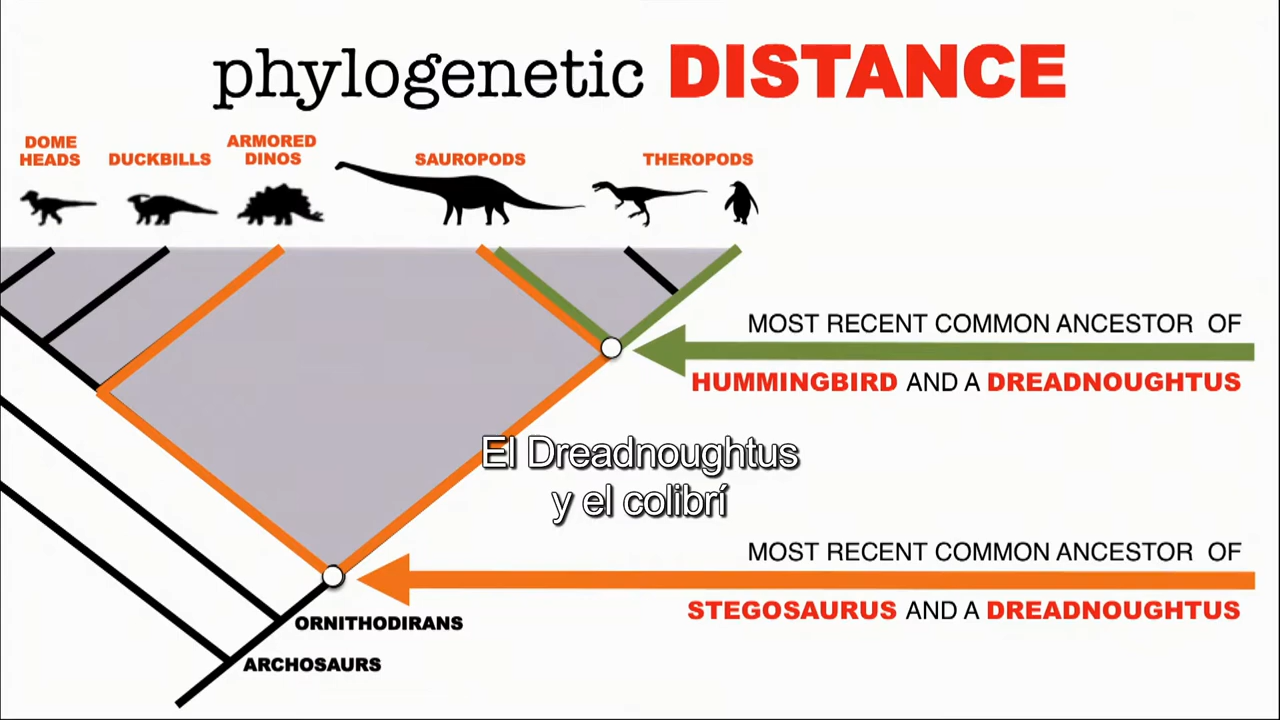 phylogenetic DISTANCE
DOME
HEADS
DUCKBILLS
ARMORED
DINOS
SAUROPODS
THEROPODS
MOST RECENT COMMON ANCESTOR OF
HUMMINGBIRD AND A DREADNOUGHTUS
El Dreadnoughtus
y el colibrí
MOST RECENT COMMON ANCESTOR OF
STEGOSAURUS AND A DREADNOUGHTUS
ORNITHODIRANS
ARCHOSAURS